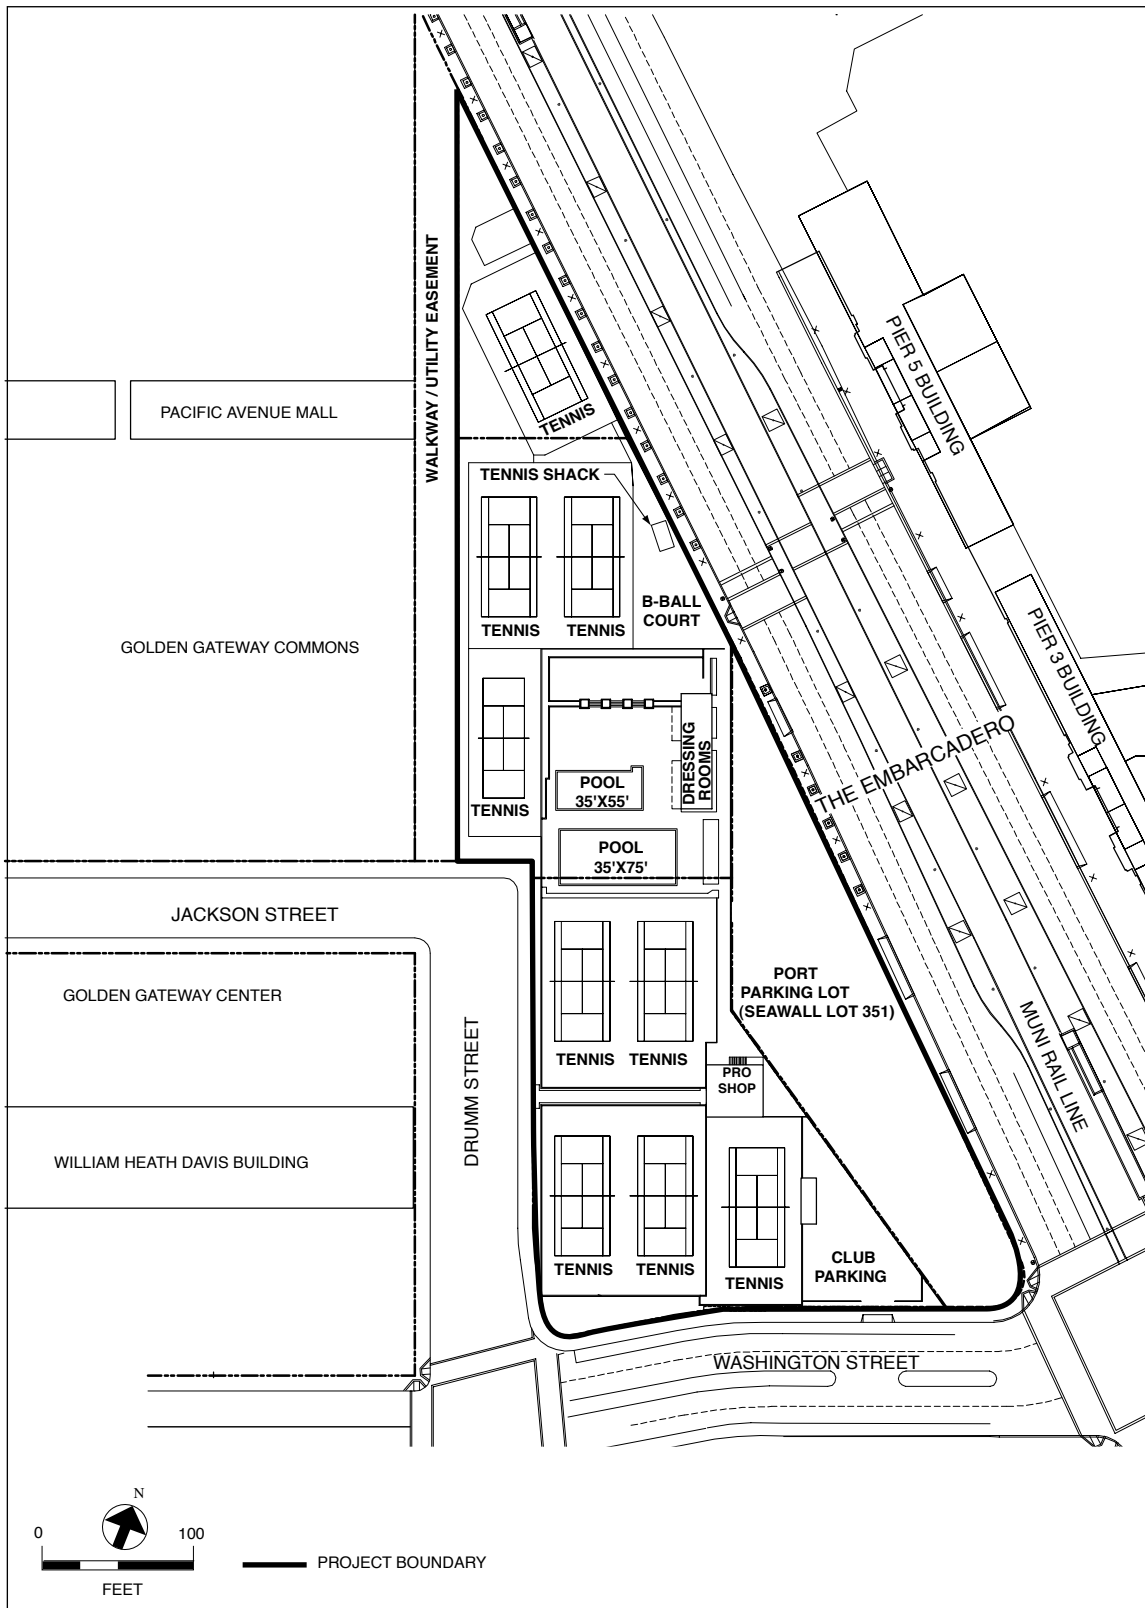 WALKWAY / UTILITY EASEMENT
PACIFIC AVENUE MALL
TENNIS
TENNIS SHACK
PIER 5 BUILDING
B-BALL
COURT
TENNIS
TENNIS
GOLDEN GATEWAY COMMONS
PIER 3 BUILDING
DRESSING
ROOMS
THE EMBARCADERO
POOL
35'X55'
TENNIS
POOL
35'X75'
JACKSON STREET
GOLDEN GATEWAY CENTER
PORT
PARKING LOT
(SEAWALL LOT 351)
MUNI RAIL LINE
DRUMM STREET
TENNIS
TENNIS
PRO
SHOP
WILLIAM HEATH DAVIS BUILDING
TENNIS
TENNIS
TENNIS
CLUB
PARKING
WASHINGTON STREET
N
0
100
FEET
PROJECT BOUNDARY